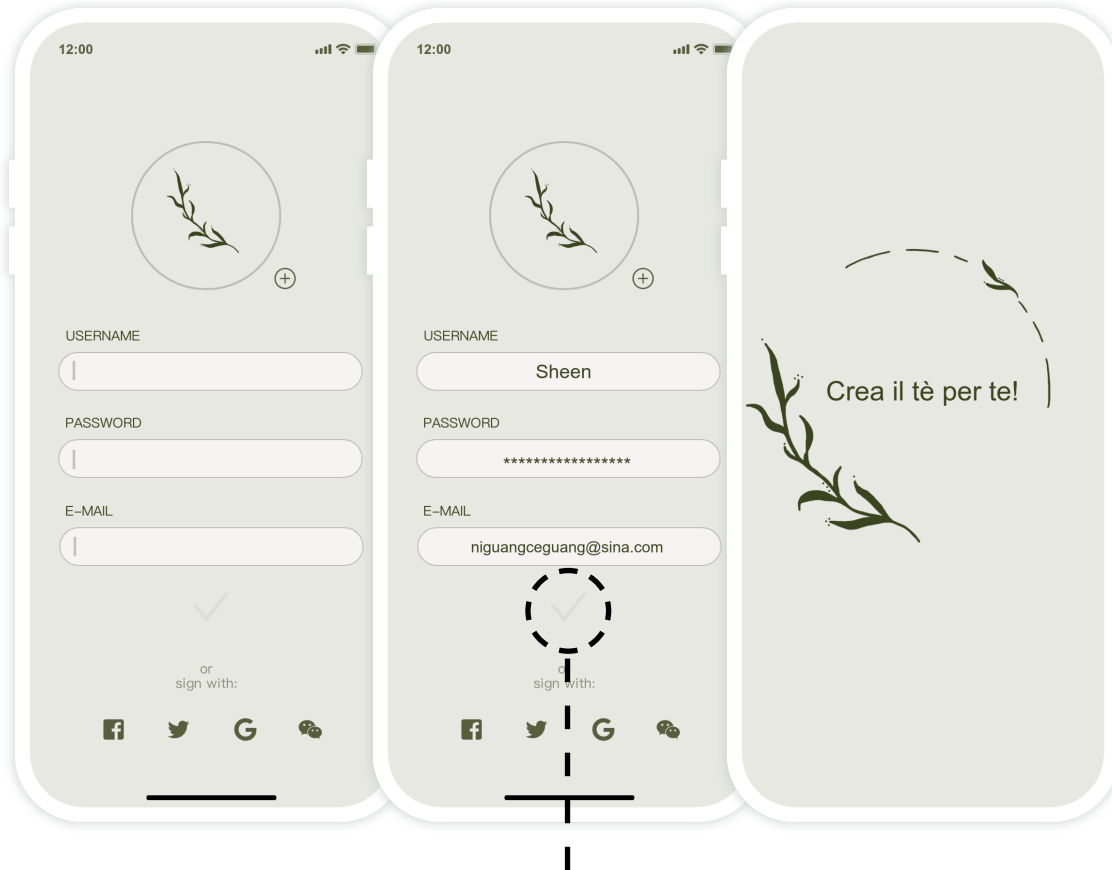 12:00
USERNAME
PASSWORD
E-MAIL
or
sign with:
12:00
USERNAME
Sheen
PASSWORD
*****************
E-MAIL
niguangceguang@sina.com
or
sign with:
Crea il tè per te!